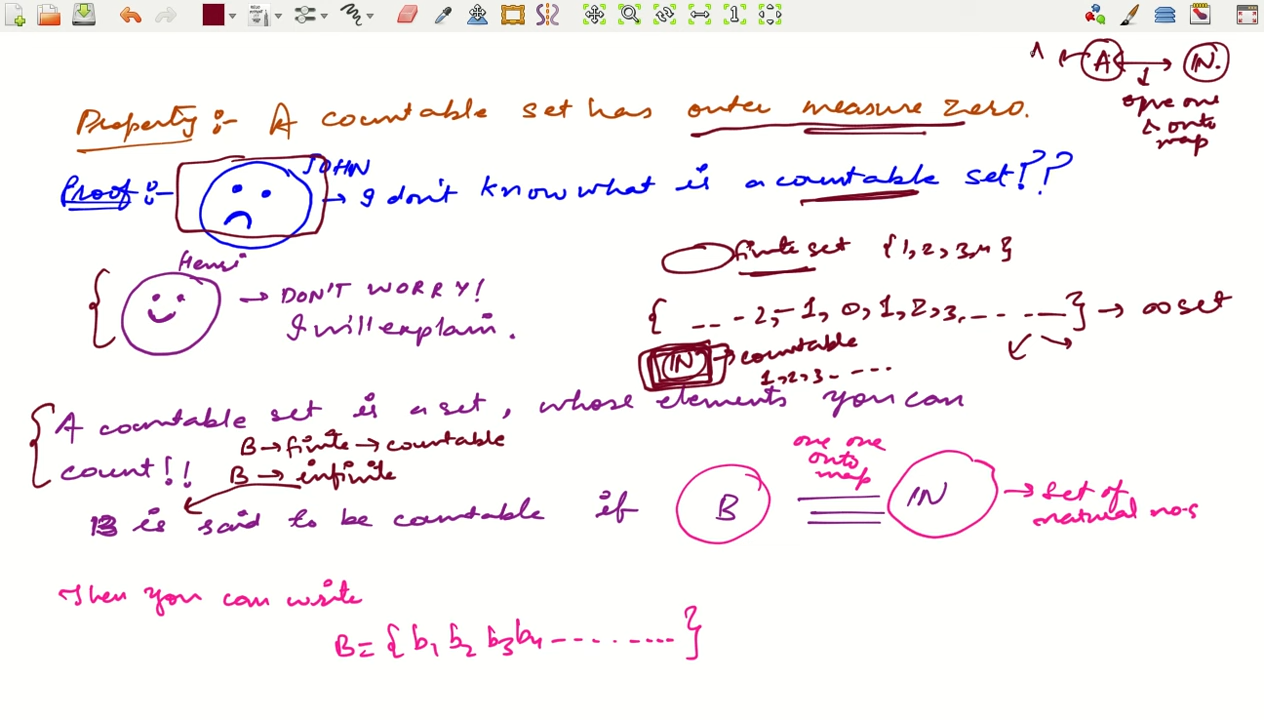 A IN.
one one
& onto
map
Property :- A countable set has outer measure zero.
JOHN
Proof :- → I don't know what is a countable set??
finite set {1,2,3,4}
Henri
→ DON'T WORRY!
I will explain.
{ ... -2,-1, 0, 1, 2, 3, ... } → ∞ set
IN → countable
1,2,3- ...
A countable set is a set, whose elements you can
count!!
B → finite → countable
B → infinite
one one
onto
map
B is said to be countable if B ≡ IN → set of
natural nos
Then you can write
B = { b1 b2 b3 b4 ........ }